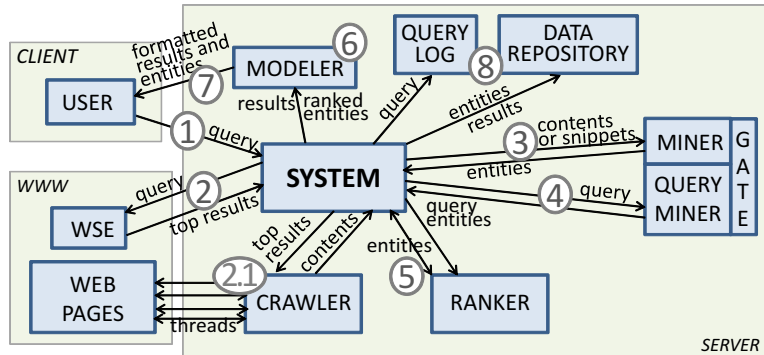 CLIENT
USER
formatted
results and
entities
7
MODELER
6
QUERY
LOG
8
DATA
REPOSITORY
1
query
results
ranked
entities
query
entities
results
3
contents
or snippets
entities
MINER
QUERY
MINER
GATE
SYSTEM
WWW
WSE
query
2
top results
4
query
query
entities
top
results
contents
entities
5
WEB
PAGES
2.1
threads
CRAWLER
RANKER
SERVER